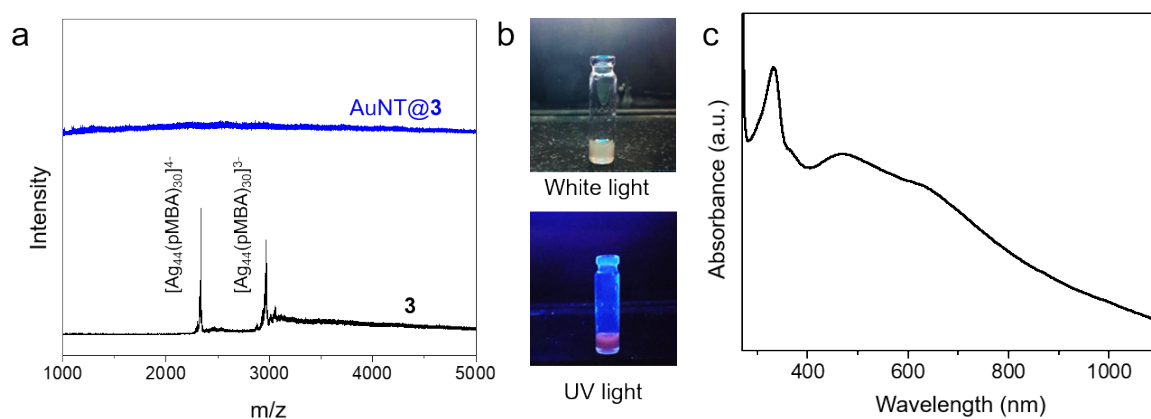 a
Intensity
AuNT@3
[Ag44(pMBA)30]4-
[Ag44(pMBA)30]3-
3
1000 2000 3000 4000 5000
m/z
b
White light
UV light
c
Absorbance (a.u.)
400 600 800 1000
Wavelength (nm)